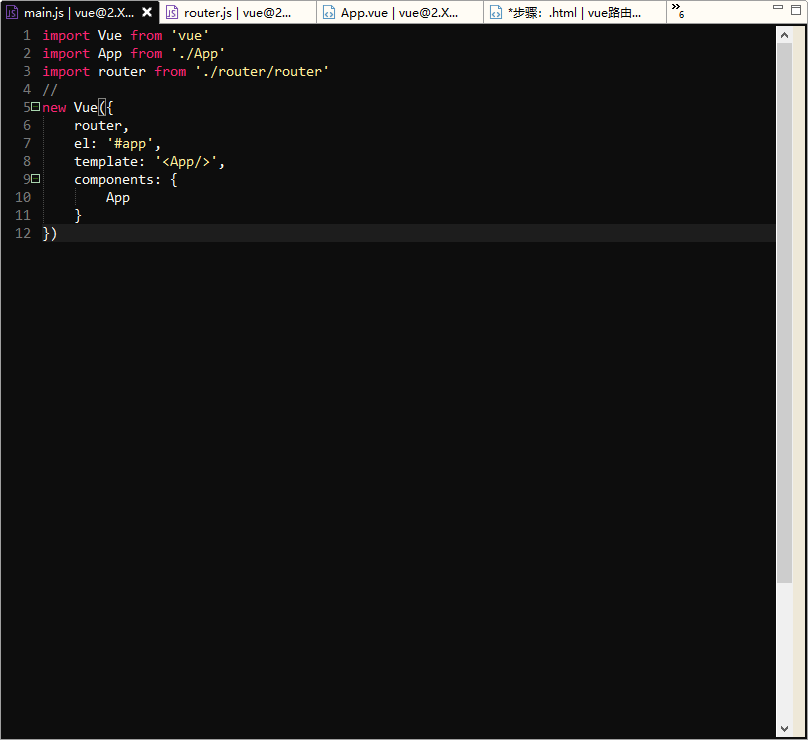 main.js | vue@2.X... router.js | vue@2... App.vue | vue@2.X... *步骤: .html | vue路由... »6
1 import Vue from 'vue'
2 import App from './App'
3 import router from './router/router'
4 //
5 new Vue({
6 router,
7 el: '#app',
8 template: '<App/>',
9 components: {
10 App
11 }
12 })